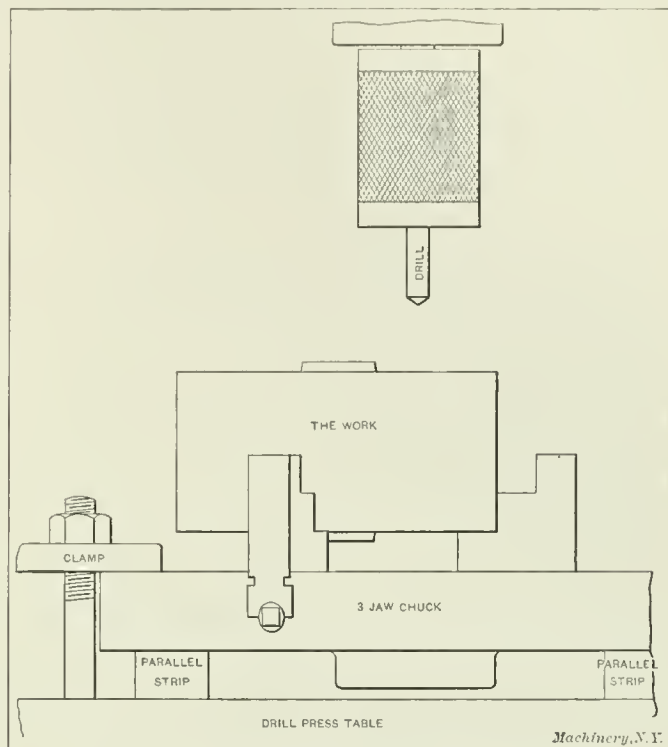 DRILL
THE WORK
CLAMP
3 JAW CHUCK
PARALLEL
STRIP
PARALLEL
STRIP
DRILL PRESS TABLE
Machinery, N.Y.